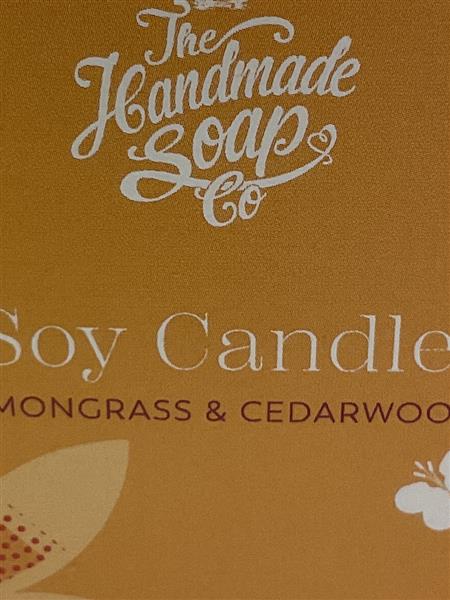 The
Handmade
Soap
Co
Soy Candle
MONGRASS & CEDARWOO